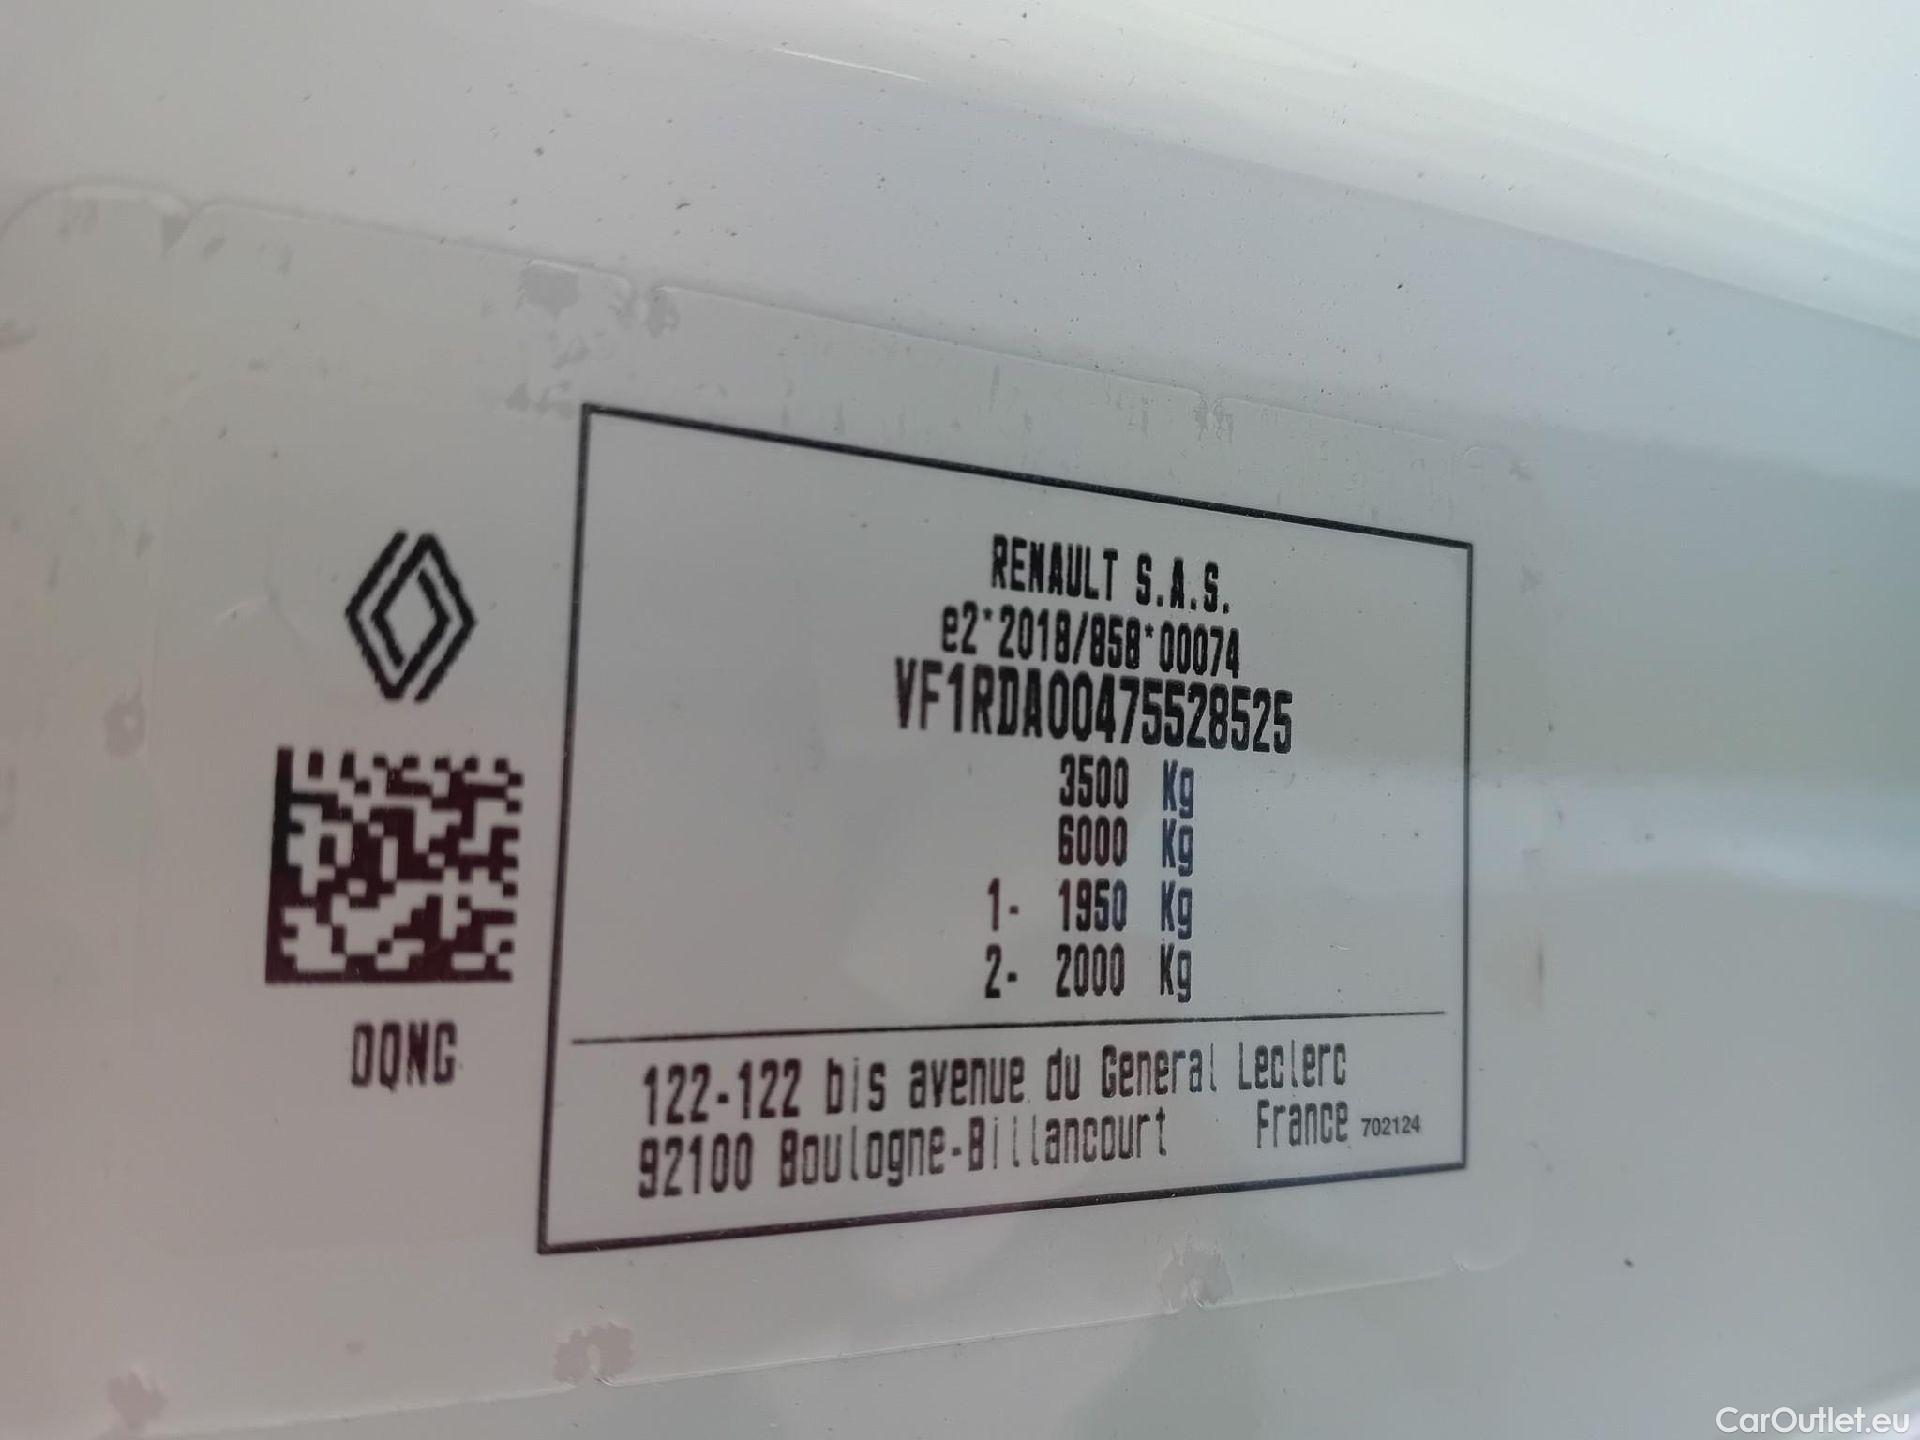 RENAULT S.A.S.
e2*2018/858*00074
VF1RDA00475528525
3500 Kg
6000 Kg
1- 1950 Kg
2- 2000 Kg
DQNG
122-122 bis avenue du General Leclerc
92100 Boulogne-Billancourt France 702124
CarOutlet.eu